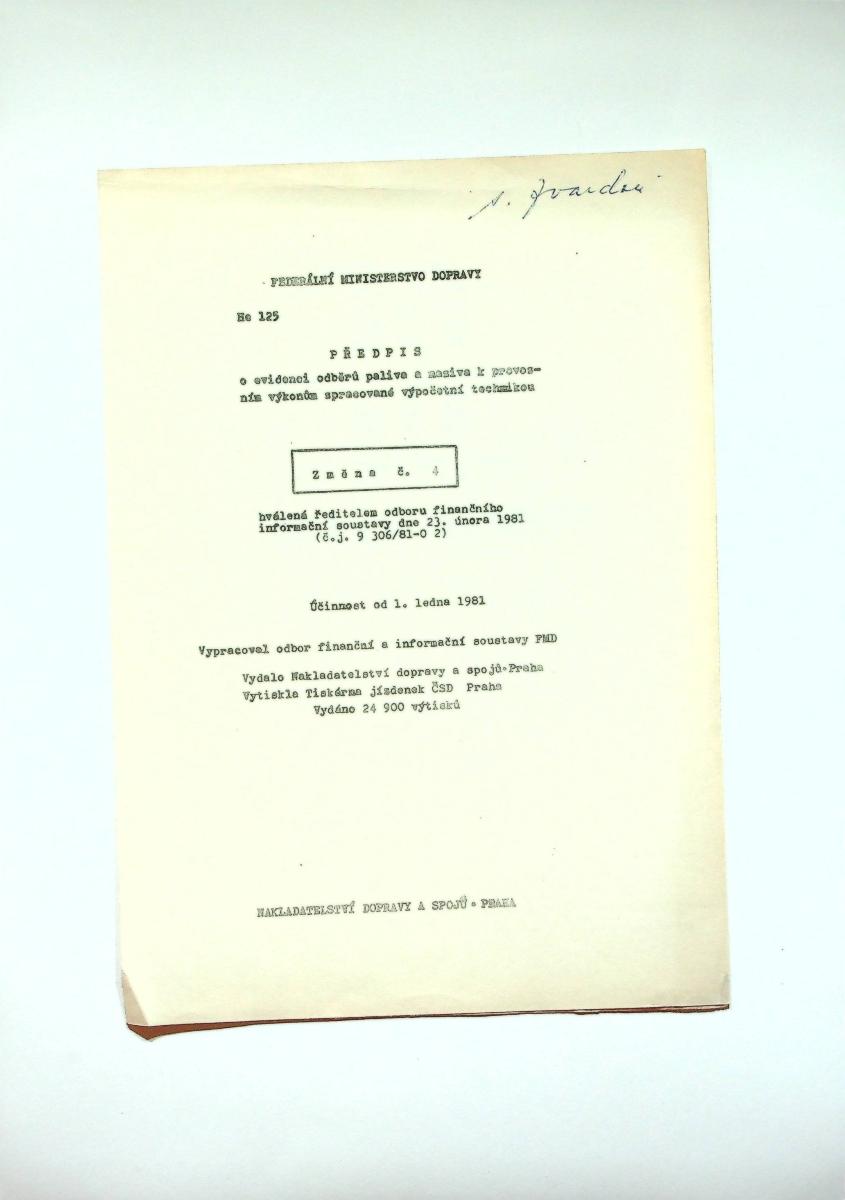 FEDERÁLNÍ MINISTERSTVO DOPRAVY
He 125
PŘEDPIS
o evidenci odběrů paliva a maziva k provoz-
ním výkonům zpracované výpočetní technikou
Změna č. 4
hválená ředitelem odboru finančního
informační soustavy dne 23. února 1981
(č.j. 9 306/81-O 2)
Účinnost od 1. ledna 1981
Vypracoval odbor finanční a informační soustavy FMD
Vydalo Nakladatelství dopravy a spojů•Praha
Vytiskla Tiskárna jízdenek ČSD Praha
Vydáno 24 900 výtisků
NAKLADATELSTVÍ DOPRAVY A SPOJŮ • PRAHA